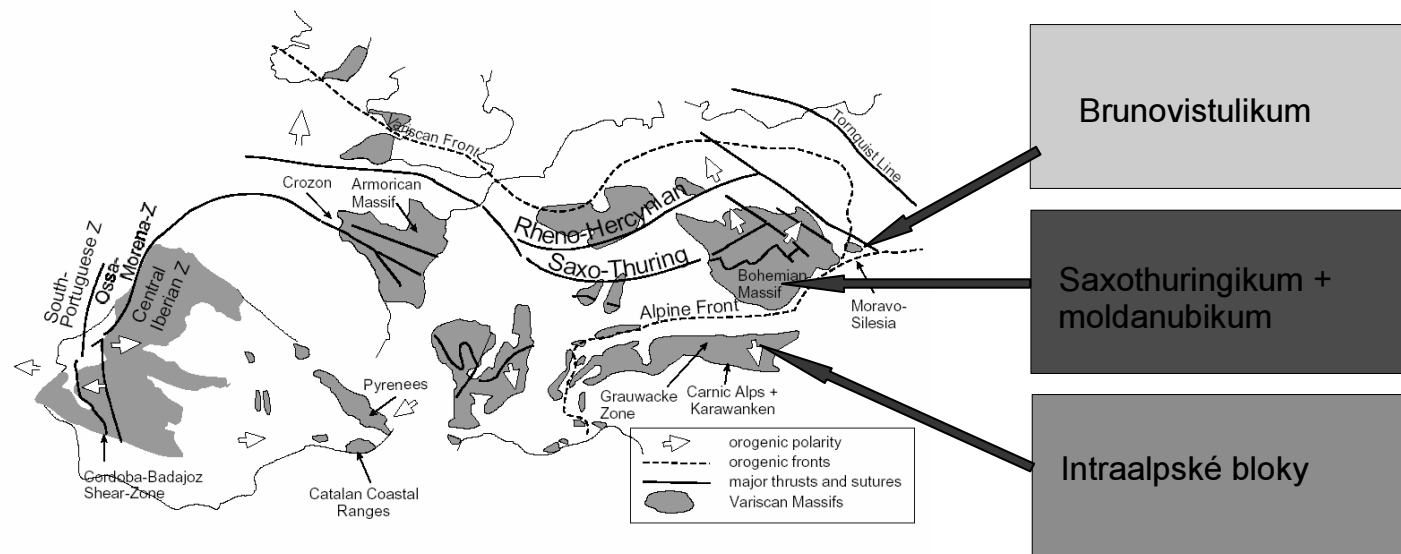 Brunovistulikum
Saxothuringikum +
moldanubikum
Intraalpské bloky
Variscan Front
Tornquist Line
Crozon
Armorican
Massif
Rheno-Hercynian
Saxo-Thuring
Bohemian-
Massif
Moravo-
Silesia
Alpine Front
South-
Portuguese Z
Ossa-
Morena-Z
Central
Iberian Z
Pyrenees
Grauwacke
Zone
Carnic Alps +
Karawanken
Cordoba-Badajoz
Shear-Zone
Catalan Coastal
Ranges
orogenic polarity
orogenic fronts
major thrusts and sutures
Variscan Massifs